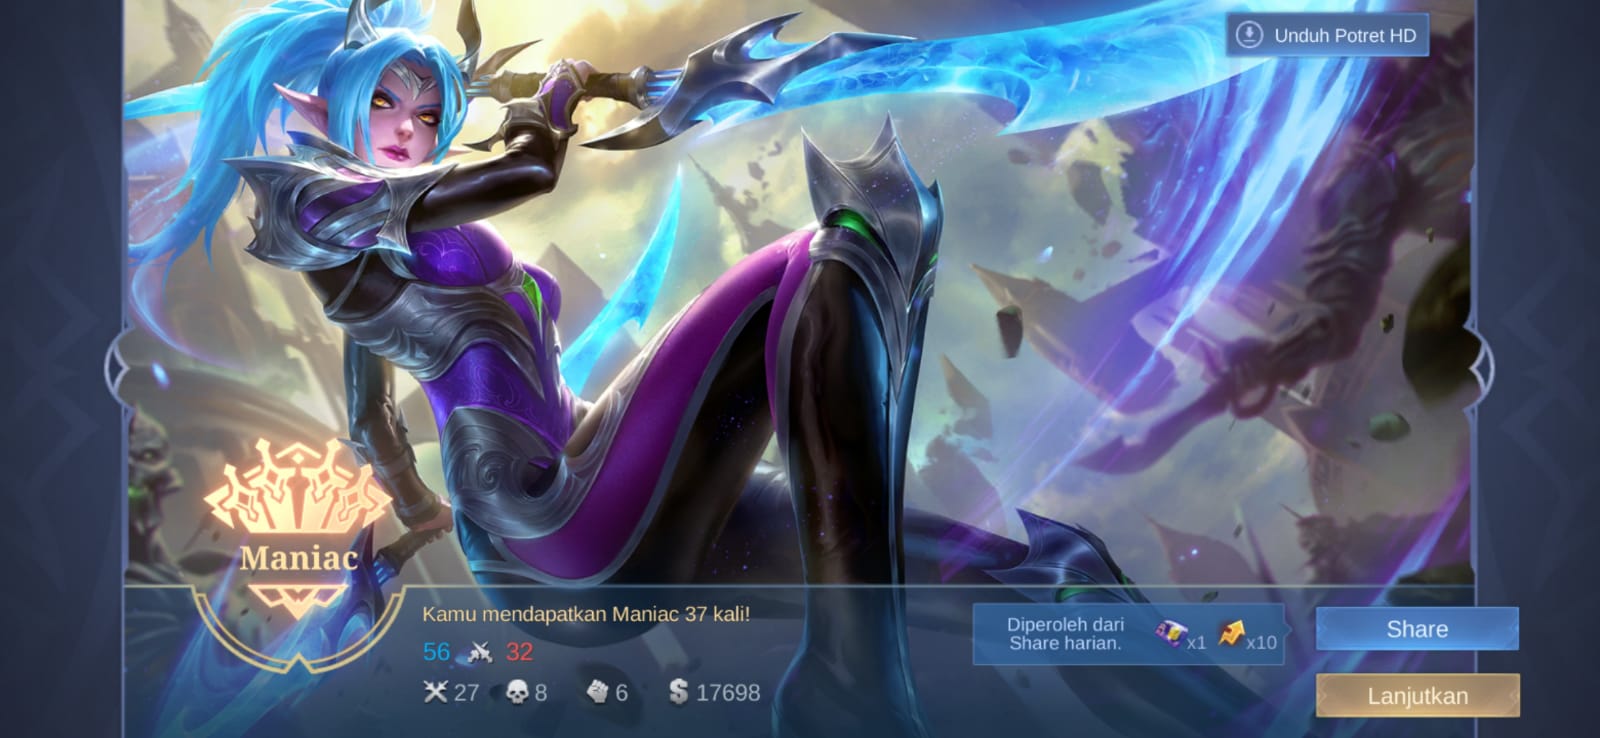 Unduh Potret HD
Maniac
Kamu mendapatkan Maniac 37 kali!
56 32
27 8 6 17698
Diperoleh dari
Share harian.
x1 x10
Share
Lanjutkan